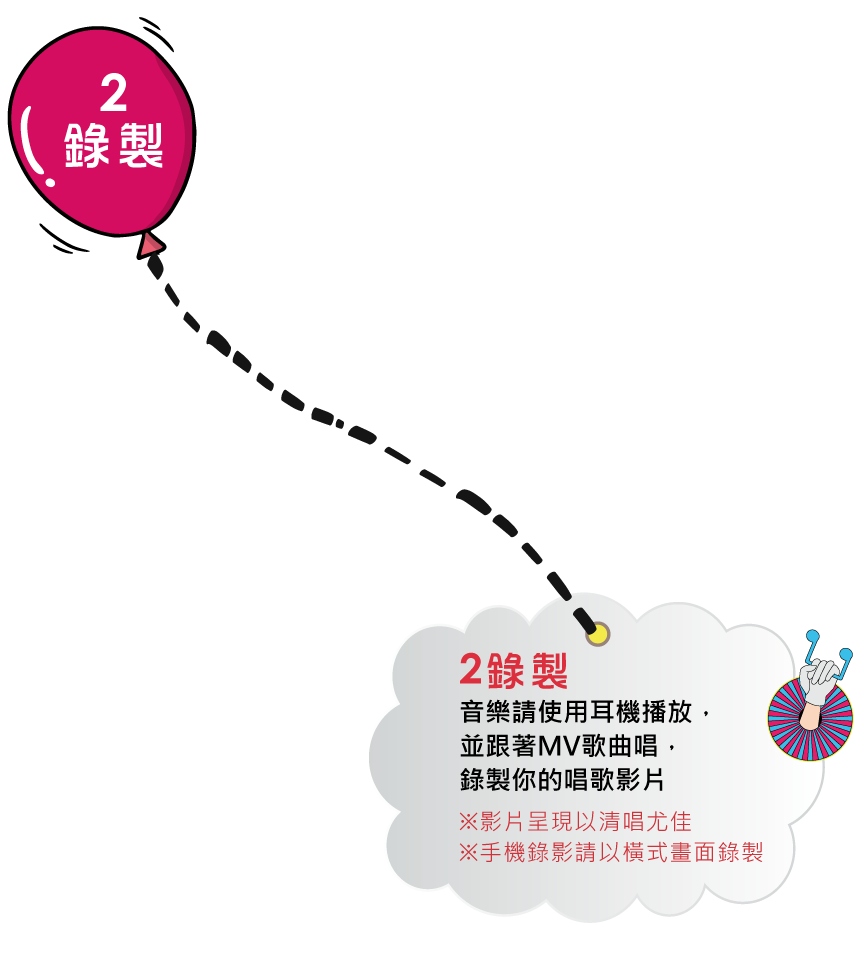 2
錄製
2錄製
音樂請使用耳機播放，
並跟著MV歌曲唱，
錄製你的唱歌影片
※影片呈現以清唱尤佳
※手機錄影請以橫式畫面錄製